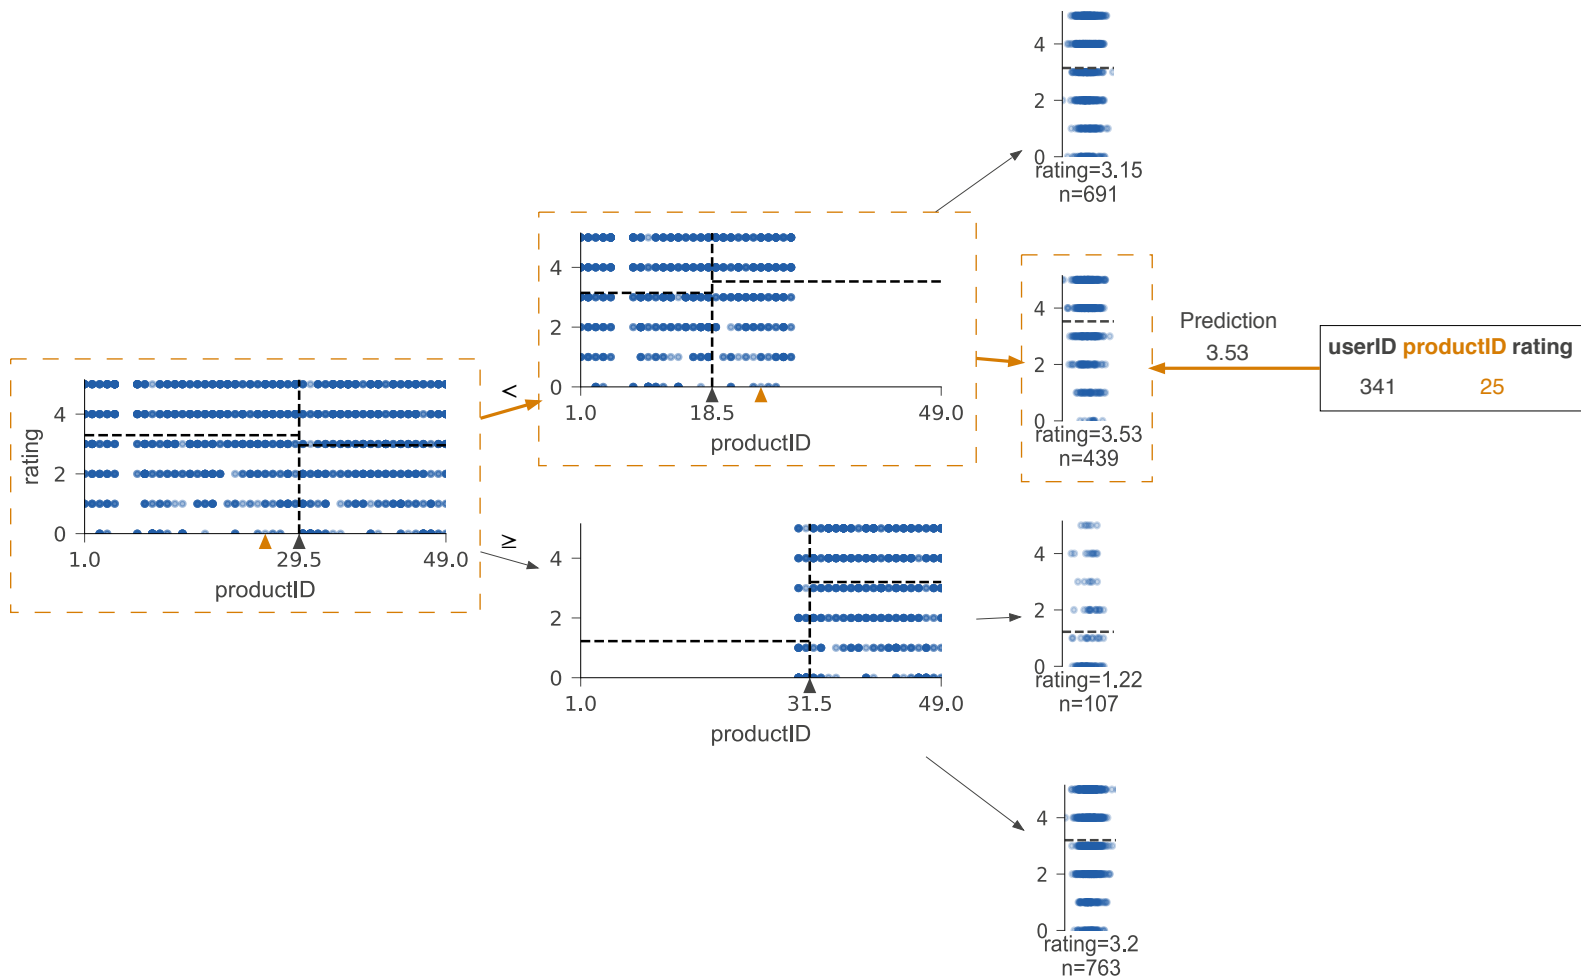 4
2
0
rating=3.15
n=691
4
2
0
1.0
18.5
49.0
productID
<
4
2
0
rating=3.53
n=439
Prediction
3.53
userID productID rating
341 25
rating
4
2
0
1.0
29.5
49.0
productID
≥
4
2
0
1.0
31.5
49.0
productID
4
2
0
rating=1.22
n=107
4
2
0
rating=3.2
n=763